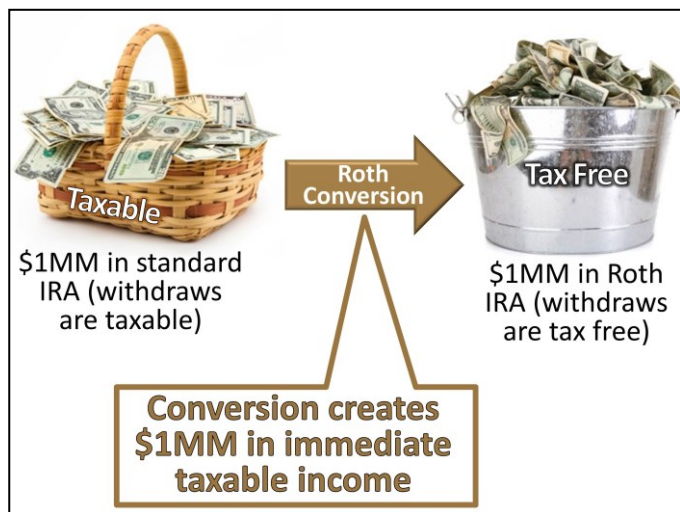 Taxable
$1MM in standard
IRA (withdraws
are taxable)
Roth
Conversion
Tax Free
$1MM in Roth
IRA (withdraws
are tax free)
Conversion creates
$1MM in immediate
taxable income